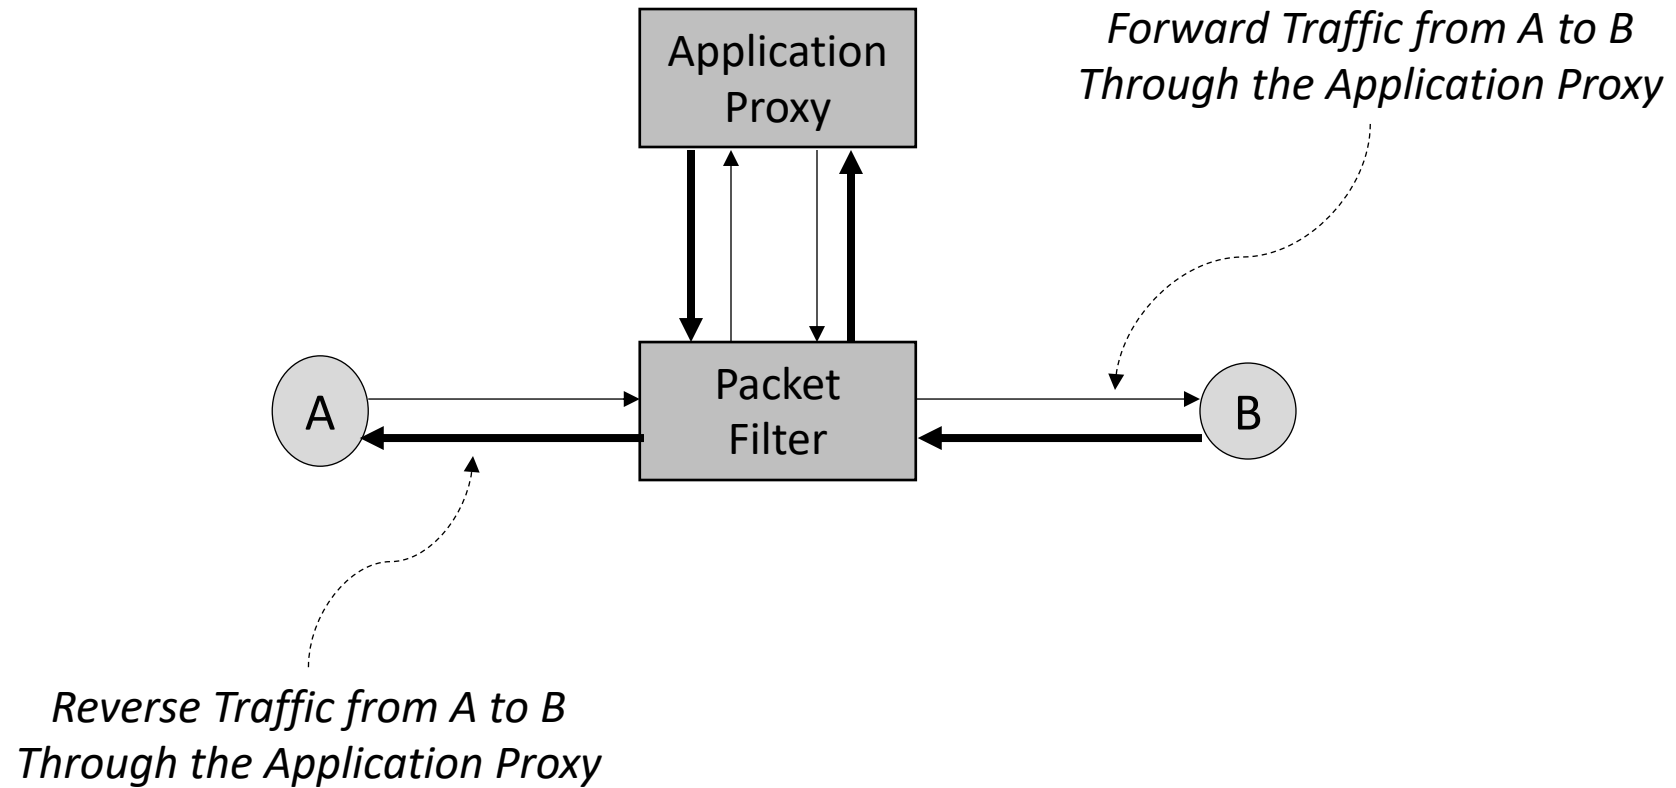 Application
Proxy
Forward Traffic from A to B
Through the Application Proxy
A
Packet
Filter
B
Reverse Traffic from A to B
Through the Application Proxy